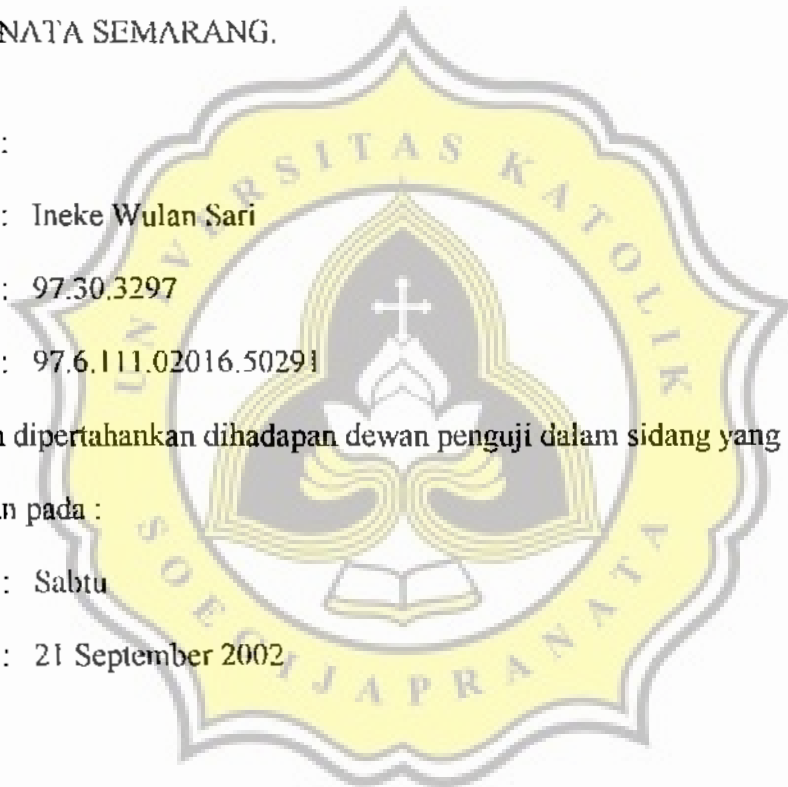 NATA SEMARANG.
:
: Ineke Wulan Sari
: 97.30.3297
: 97.6.111.02016.50291
dipertahankan dihadapan dewan penguji dalam sidang yang
n pada :
: Sabtu
: 21 September 2002
UNIVERSITAS KATOLIK
SOEGIJAPRANATA